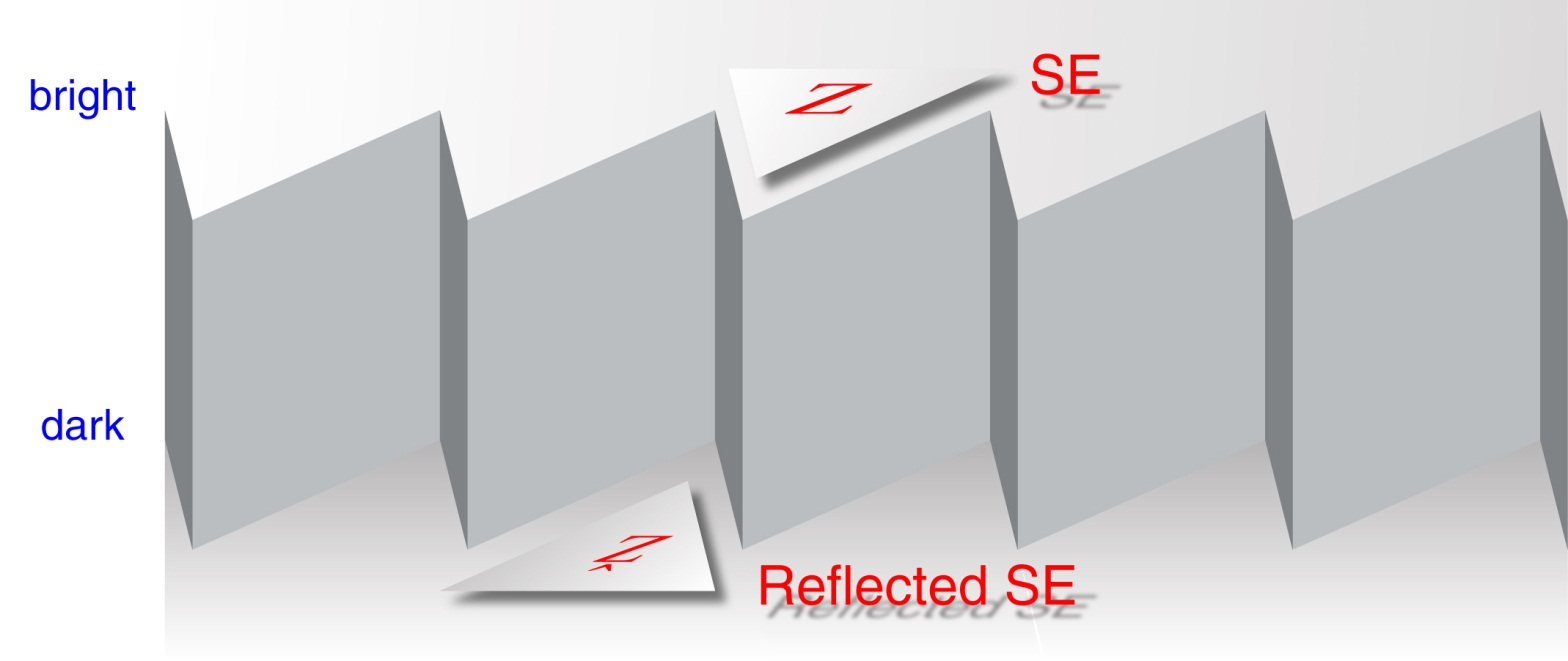 bright
SE
Z
dark
Z
Reflected SE